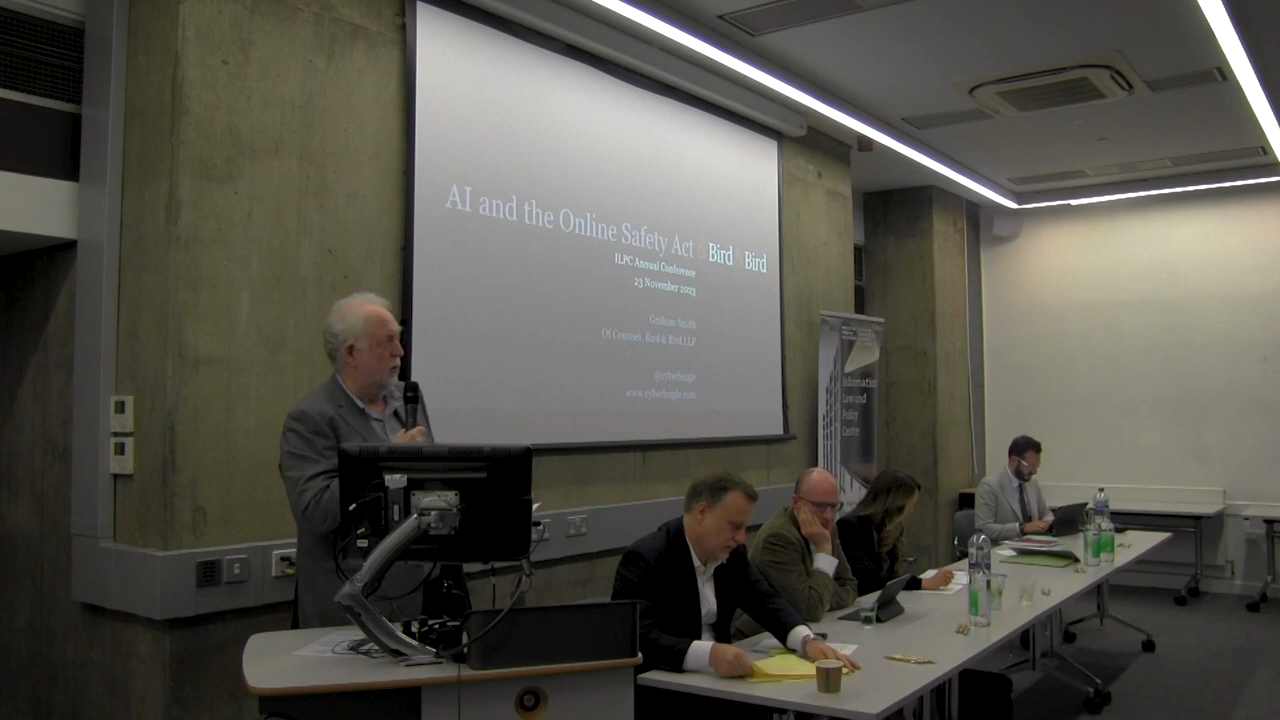 AI and the Online Safety Act
Bird & Bird
ILPC Annual Conference
23 November 2023
Graham Smith
Of Counsel, Bird & Bird LLP
@cyberleagle
www.cyberleagle.com
Information
Law and
Policy
Centre